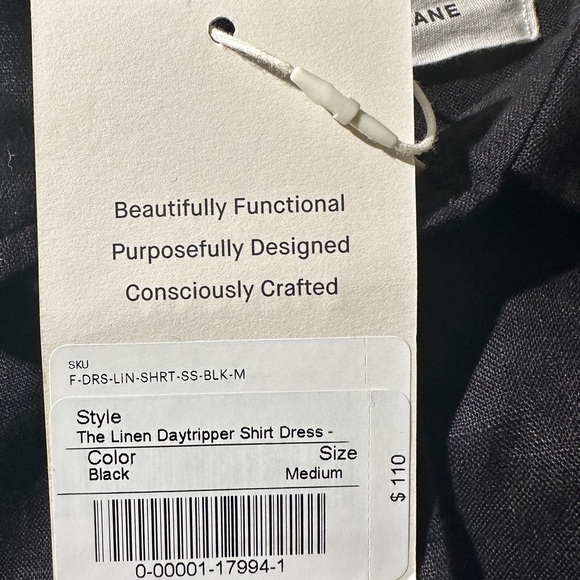 ANE
Beautifully Functional
Purposefully Designed
Consciously Crafted
SKU
F-DRS-LIN-SHRT-SS-BLK-M
Style
The Linen Daytripper Shirt Dress -
Color Size
Black Medium
$ 110
0-00001-17994-1